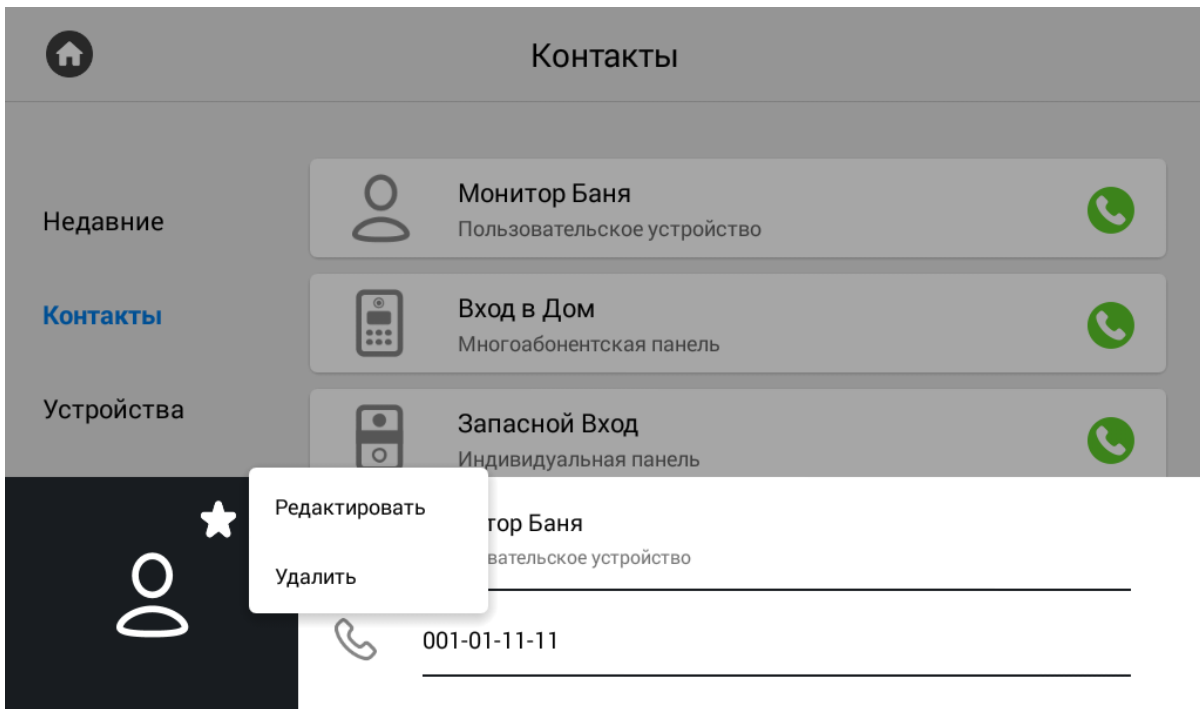 Контакты
Недавние
Контакты
Устройства
Монитор Баня
Пользовательское устройство
Вход в Дом
Многоабонентская панель
Запасной Вход
Индивидуальная панель
Редактировать
Удалить
тор Баня
вательское устройство
001-01-11-11